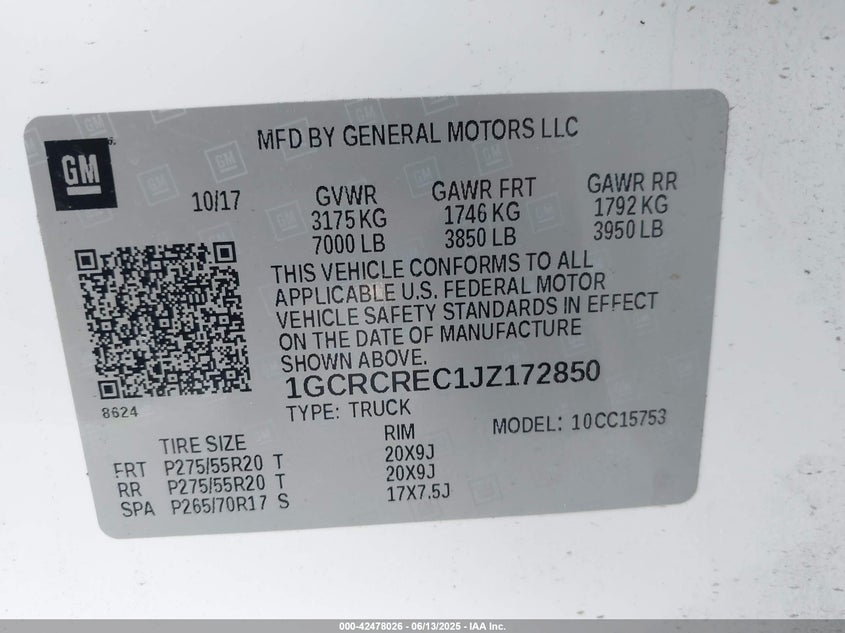 MFD BY GENERAL MOTORS LLC
GM
10/17
GVWR GAWR FRT GAWR RR
3175 KG 1746 KG 1792 KG
7000 LB 3850 LB 3950 LB
THIS VEHICLE CONFORMS TO ALL
APPLICABLE U.S. FEDERAL MOTOR
VEHICLE SAFETY STANDARDS IN EFFECT
ON THE DATE OF MANUFACTURE
SHOWN ABOVE.
1GCRCREC1JZ172850
8624
TYPE: TRUCK
MODEL: 10CC15753
TIRE SIZE RIM
FRT P275/55R20 T 20X9J
RR P275/55R20 T 20X9J
SPA P265/70R17 S 17X7.5J
000-42478026 - 06/13/2025 - IAA Inc.